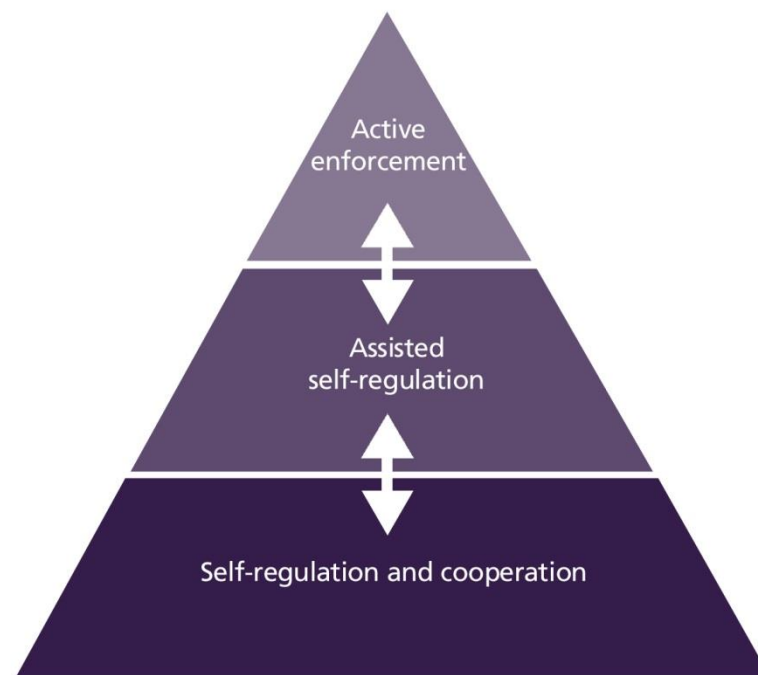 Active
enforcement
Assisted
self-regulation
Self-regulation and cooperation